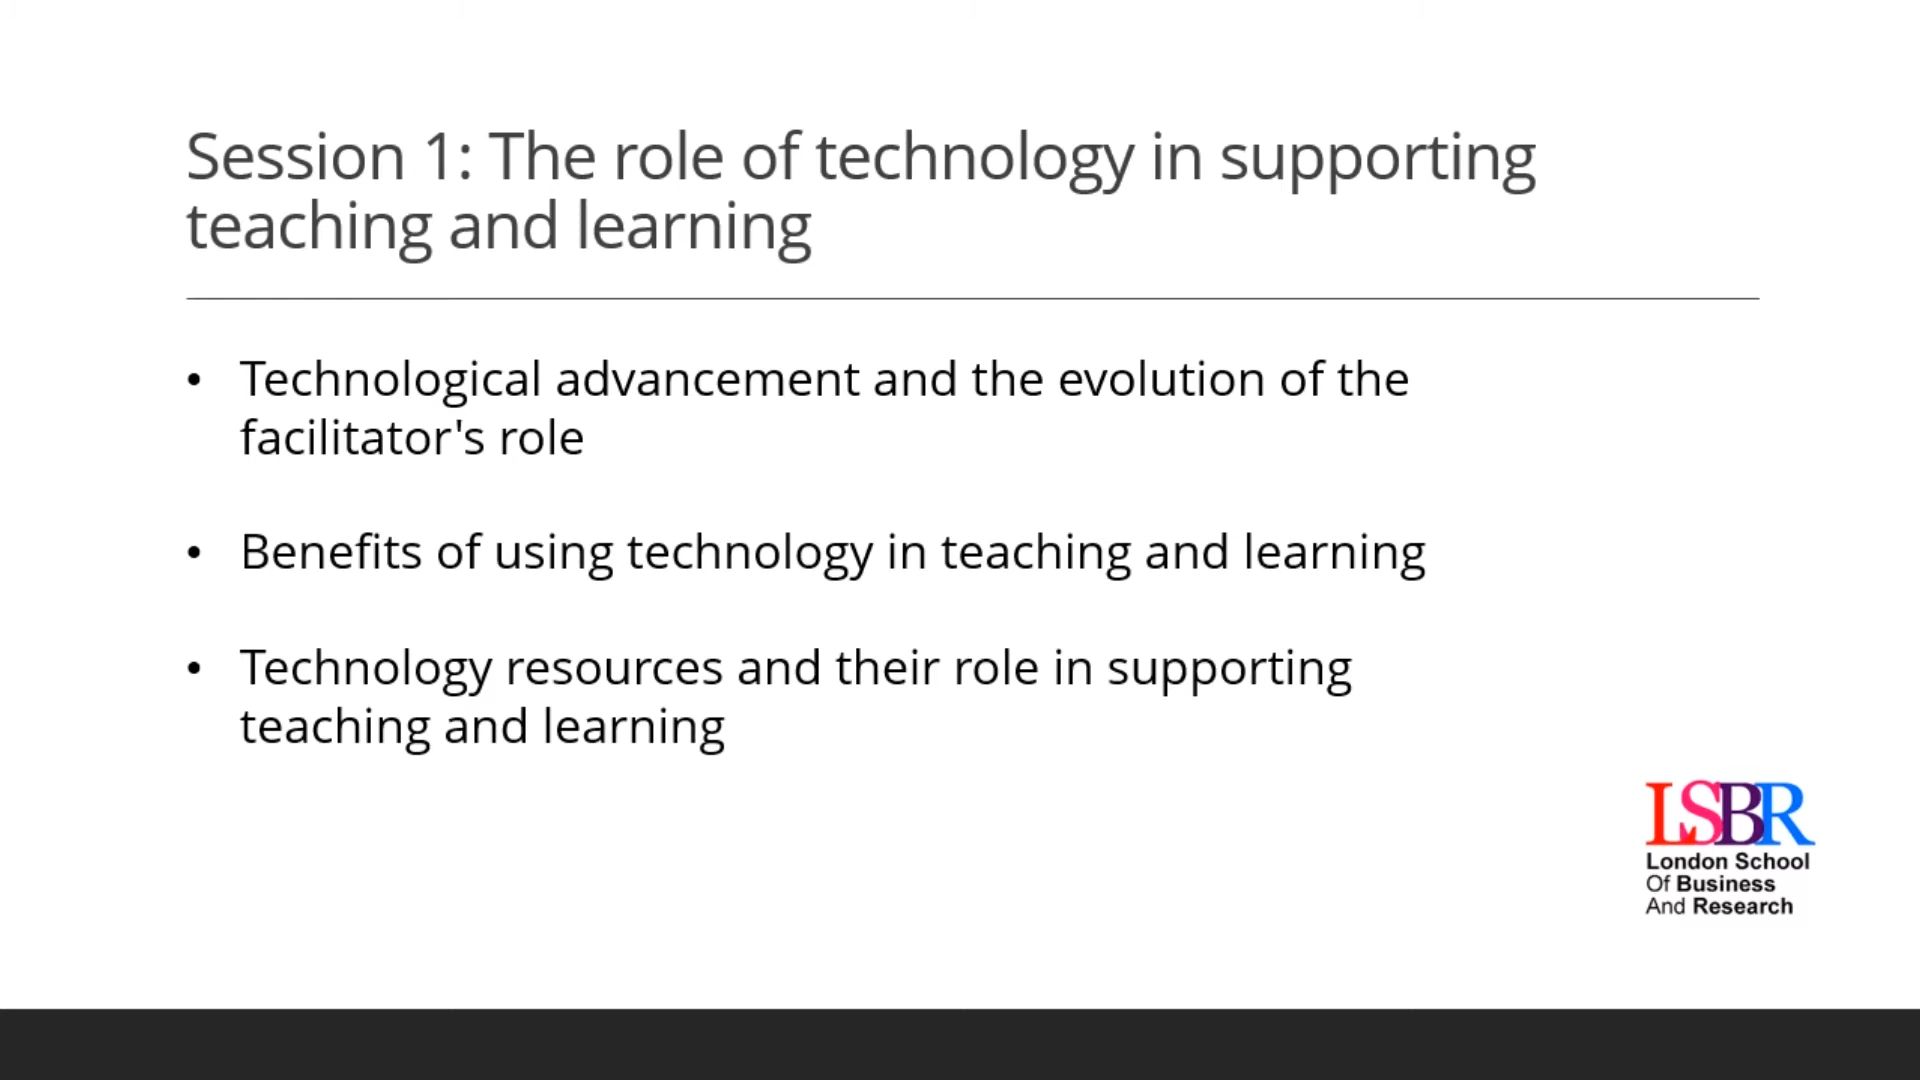 Session 1: The role of technology in supporting
teaching and learning
• Technological advancement and the evolution of the
facilitator's role
• Benefits of using technology in teaching and learning
• Technology resources and their role in supporting
teaching and learning
LSBR
London School
Of Business
And Research